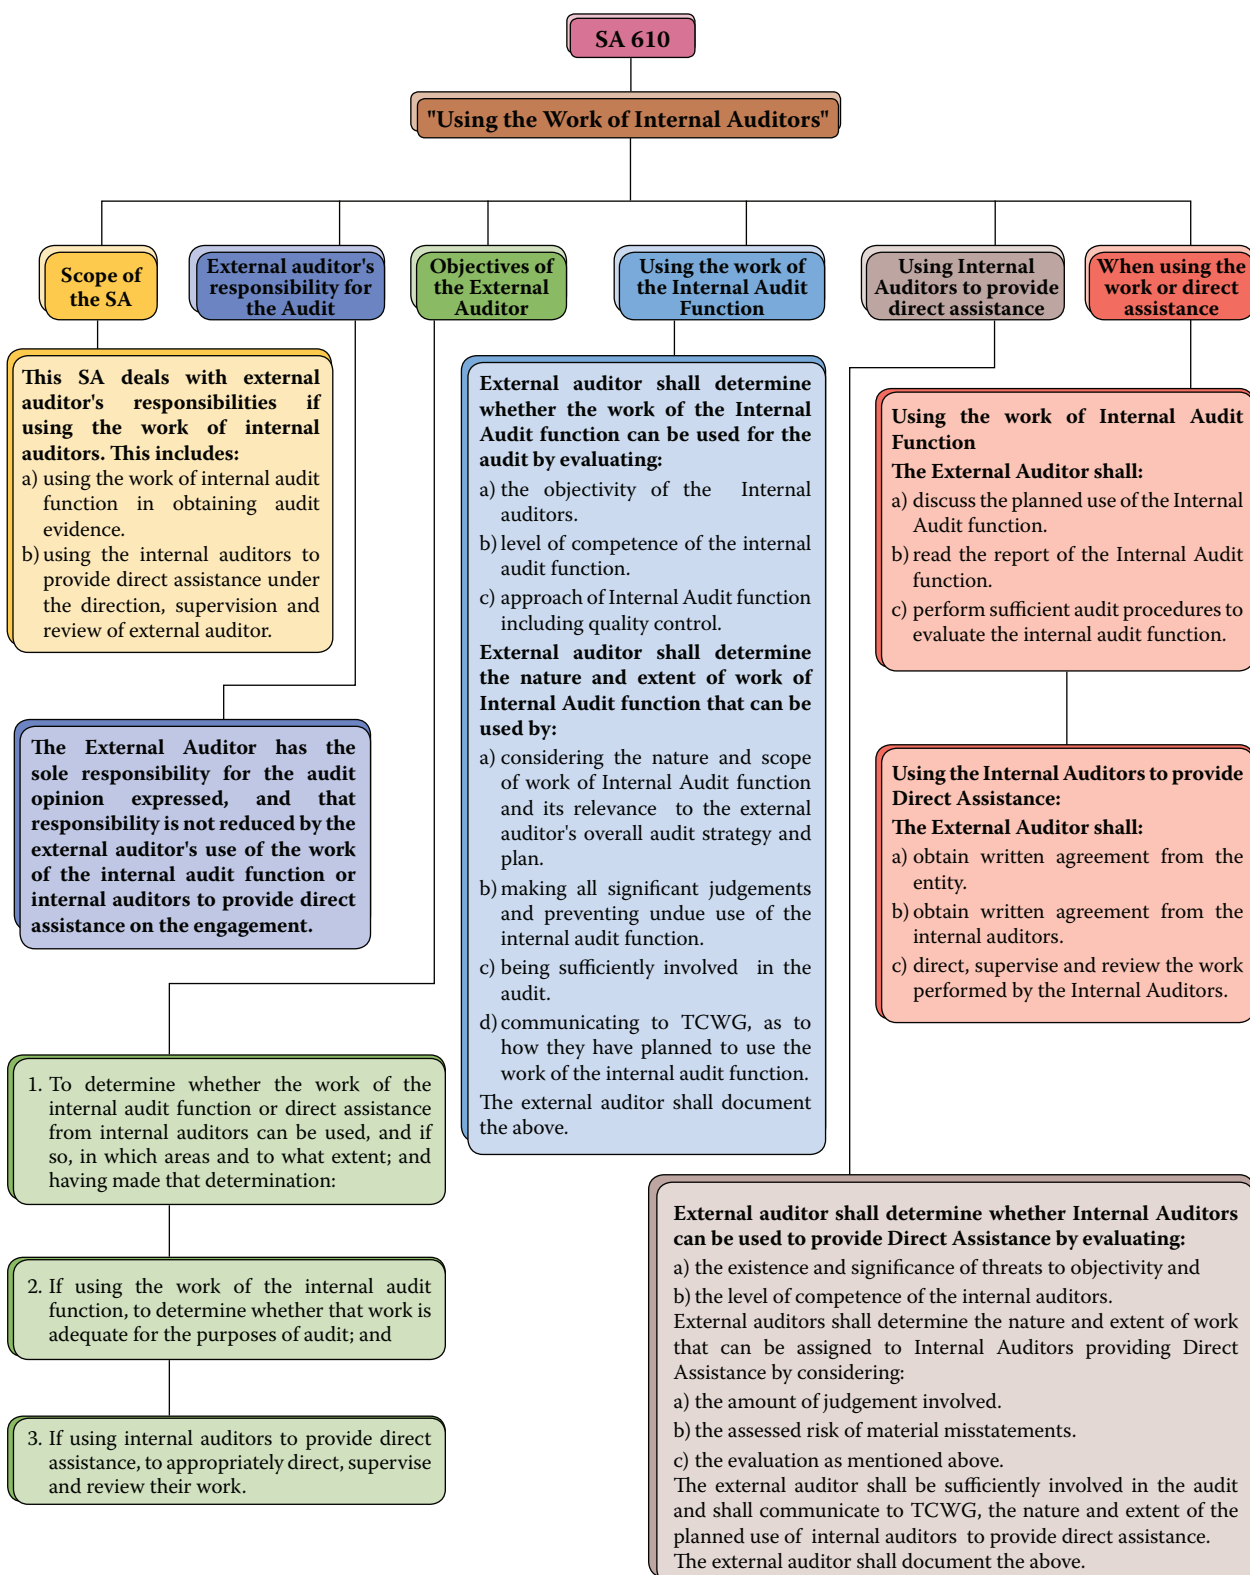 SA 610
"Using the Work of Internal Auditors"
Scope of
the SA
External auditor's
responsibility for
the Audit
Objectives of
the External
Auditor
Using the work of
the Internal Audit
Function
Using Internal
Auditors to provide
direct assistance
When using the
work or direct
assistance
This SA deals with external
auditor's responsibilities if
using the work of internal
auditors. This includes:
a) using the work of internal audit
function in obtaining audit
evidence.
b) using the internal auditors to
provide direct assistance under
the direction, supervision and
review of external auditor.
The External Auditor has the
sole responsibility for the audit
opinion expressed, and that
responsibility is not reduced by the
external auditor's use of the work
of the internal audit function or
internal auditors to provide direct
assistance on the engagement.
1. To determine whether the work of the
internal audit function or direct assistance
from internal auditors can be used, and if
so, in which areas and to what extent; and
having made that determination:
2. If using the work of the internal audit
function, to determine whether that work is
adequate for the purposes of audit; and
3. If using internal auditors to provide direct
assistance, to appropriately direct, supervise
and review their work.
External auditor shall determine
whether the work of the Internal
Audit function can be used for the
audit by evaluating:
a) the objectivity of the Internal
auditors.
b) level of competence of the internal
audit function.
c) approach of Internal Audit function
including quality control.
External auditor shall determine
the nature and extent of work of
Internal Audit function that can be
used by:
a) considering the nature and scope
of work of Internal Audit function
and its relevance to the external
auditor's overall audit strategy and
plan.
b) making all significant judgements
and preventing undue use of the
internal audit function.
c) being sufficiently involved in the
audit.
d) communicating to TCWG, as to
how they have planned to use the
work of the internal audit function.
The external auditor shall document
the above.
Using the work of Internal Audit
Function
The External Auditor shall:
a) discuss the planned use of the Internal
Audit function.
b) read the report of the Internal Audit
function.
c) perform sufficient audit procedures to
evaluate the internal audit function.
Using the Internal Auditors to provide
Direct Assistance:
The External Auditor shall:
a) obtain written agreement from the
entity.
b) obtain written agreement from the
internal auditors.
c) direct, supervise and review the work
performed by the Internal Auditors.
External auditor shall determine whether Internal Auditors
can be used to provide Direct Assistance by evaluating:
a) the existence and significance of threats to objectivity and
b) the level of competence of the internal auditors.
External auditors shall determine the nature and extent of work
that can be assigned to Internal Auditors providing Direct
Assistance by considering:
a) the amount of judgement involved.
b) the assessed risk of material misstatements.
c) the evaluation as mentioned above.
The external auditor shall be sufficiently involved in the audit
and shall communicate to TCWG, the nature and extent of the
planned use of internal auditors to provide direct assistance.
The external auditor shall document the above.